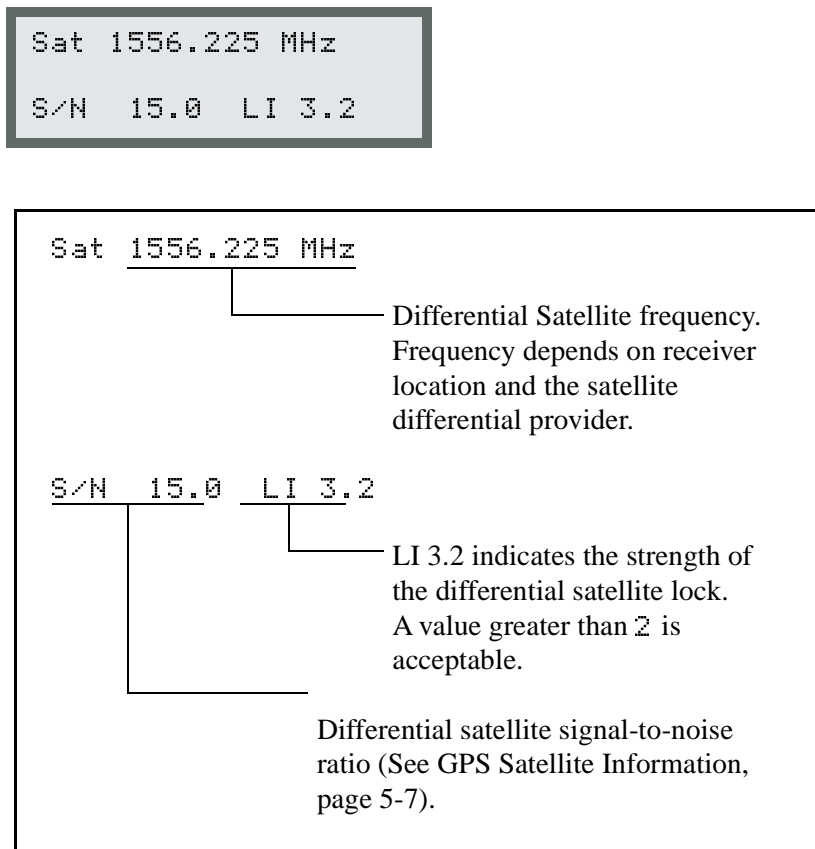 Sat 1556.225 MHz
S/N 15.0 LI 3.2
Sat 1556.225 MHz
Differential Satellite frequency.
Frequency depends on receiver
location and the satellite
differential provider.
S/N 15.0 LI 3.2
LI 3.2 indicates the strength of
the differential satellite lock.
A value greater than 2 is
acceptable.
Differential satellite signal-to-noise
ratio (See GPS Satellite Information,
page 5-7).